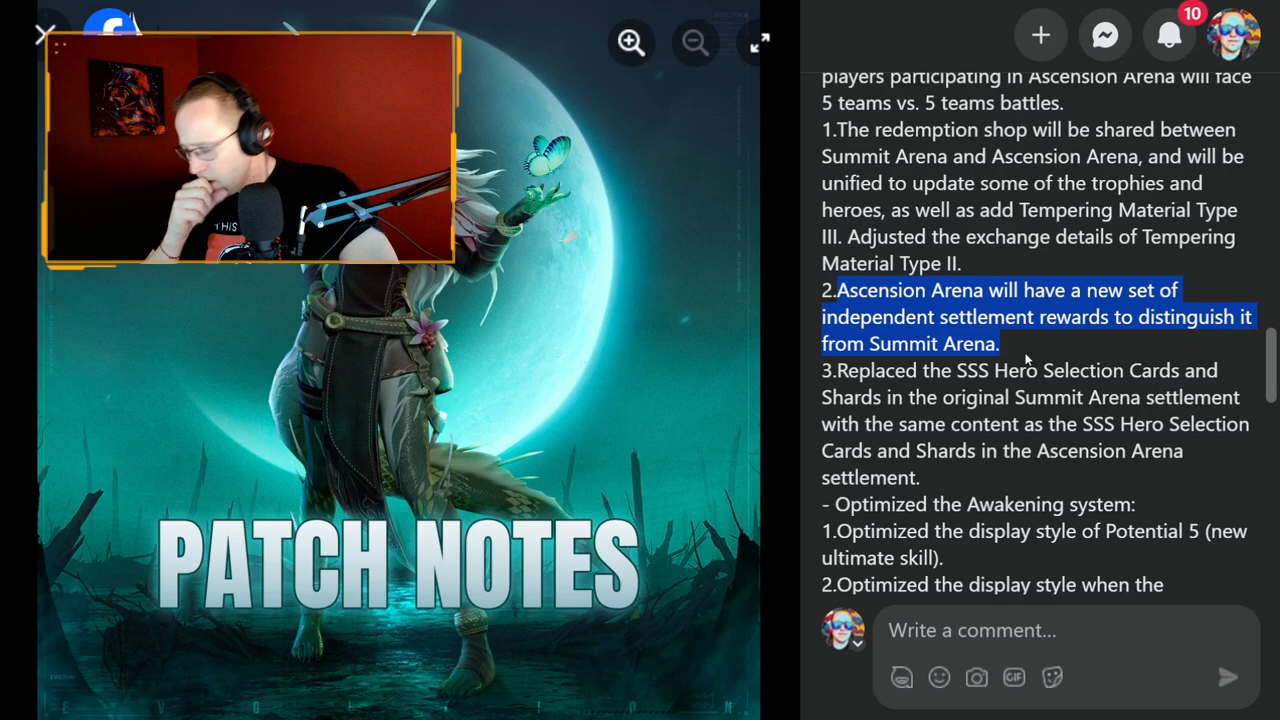 10
players participating in Ascension Arena will face
5 teams vs. 5 teams battles.
1.The redemption shop will be shared between
Summit Arena and Ascension Arena, and will be
unified to update some of the trophies and
heroes, as well as add Tempering Material Type
III. Adjusted the exchange details of Tempering
Material Type II.
2.Ascension Arena will have a new set of
independent settlement rewards to distinguish it
from Summit Arena.
3.Replaced the SSS Hero Selection Cards and
Shards in the original Summit Arena settlement
with the same content as the SSS Hero Selection
Cards and Shards in the Ascension Arena
settlement.
- Optimized the Awakening system:
1.Optimized the display style of Potential 5 (new
ultimate skill).
2.Optimized the display style when the
Write a comment...
GIF
THIS
PATCH NOTES